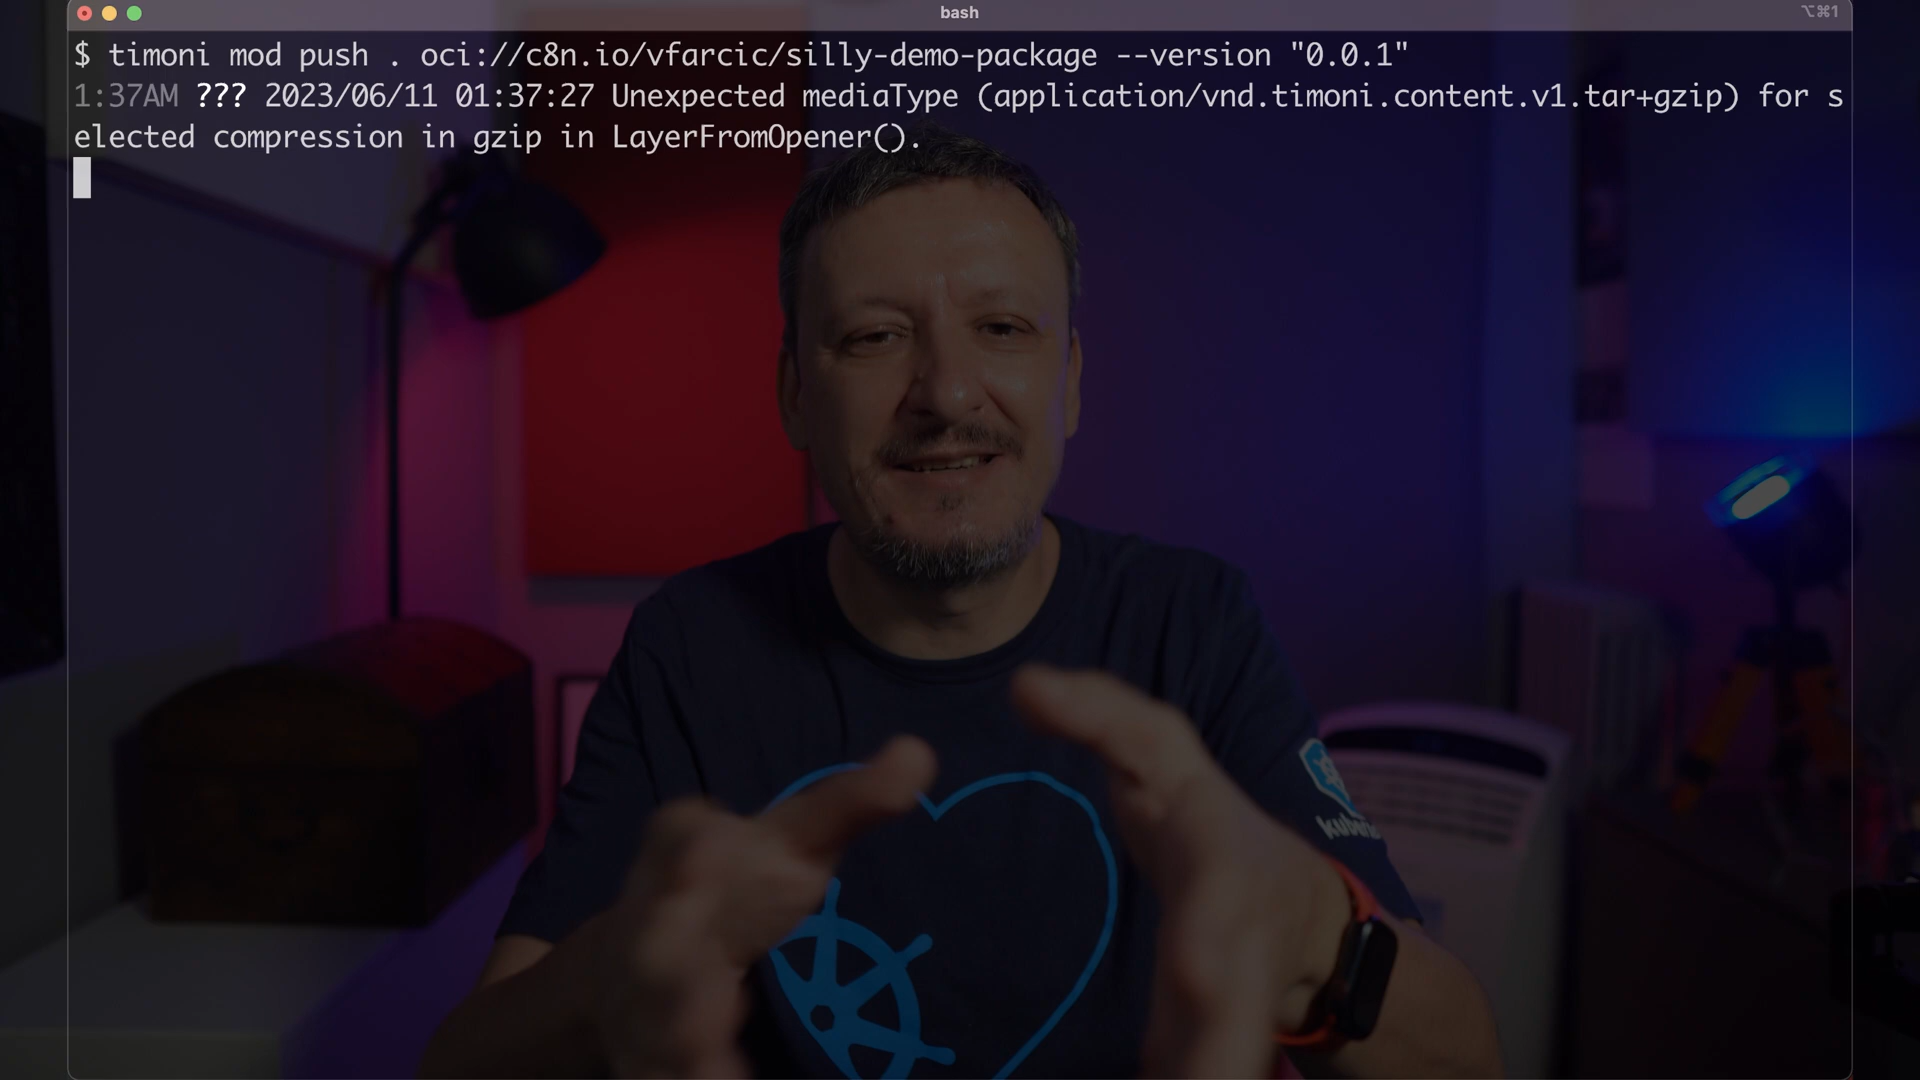 bash
⌥⌘1
$ timoni mod push . oci://c8n.io/vfarcic/silly-demo-package --version "0.0.1"
1:37AM ??? 2023/06/11 01:37:27 Unexpected mediaType (application/vnd.timoni.content.v1.tar+gzip) for s
elected compression in gzip in LayerFromOpener().